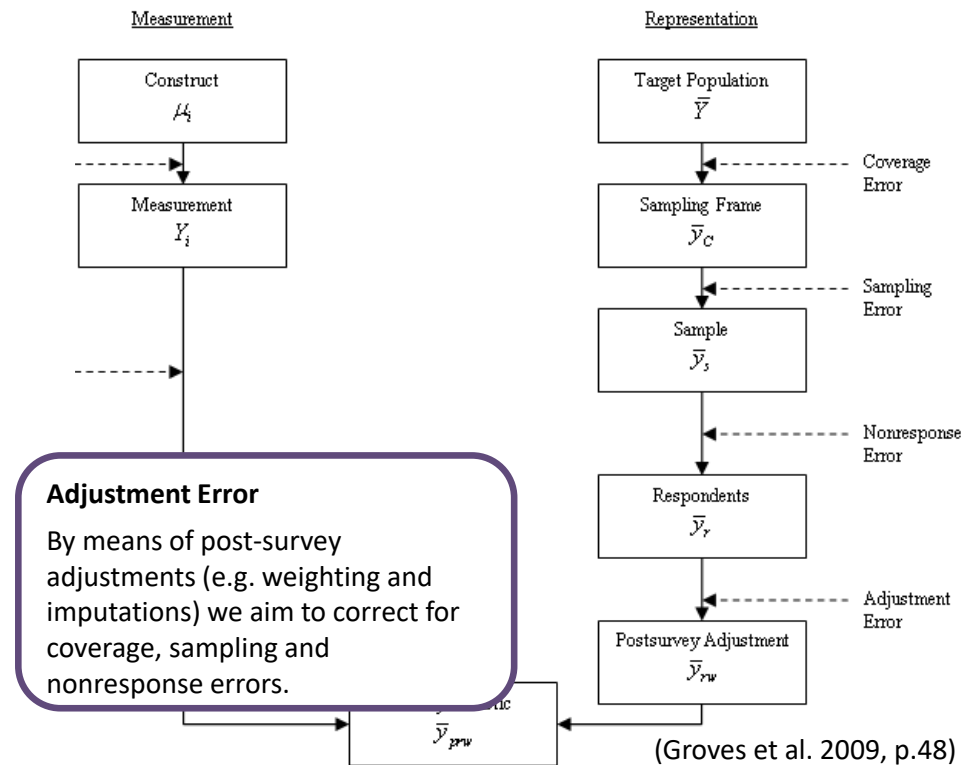 Measurement
Representation
Construct
μi
Target Population
Ȳ
Coverage
Error
Measurement
Yi
Sampling Frame
ȳC
Sampling
Error
Sample
ȳs
Nonresponse
Error
Adjustment Error
By means of post-survey
adjustments (e.g. weighting and
imputations) we aim to correct for
coverage, sampling and
nonresponse errors.
Respondents
ȳr
Adjustment
Error
Postsurvey Adjustment
ȳrw
ȳprw
(Groves et al. 2009, p.48)